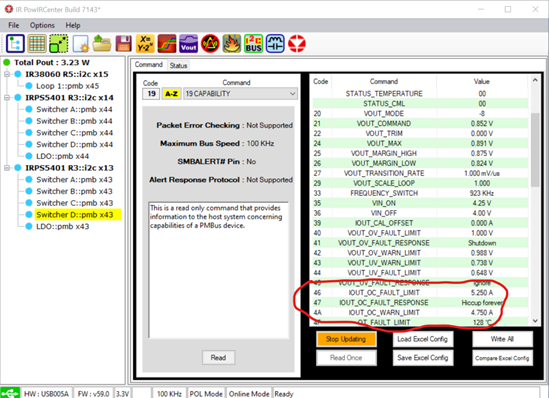 IR PowIRCenter Build 7143*
File Options Help
X=
Y·2ˣ
Vout
I2C
BUS
Total Pout : 3.23 W
IR38060 R5::i2c x15
Loop 1::pmb x45
IRPS5401 R3::i2c x14
Switcher A::pmb x44
Switcher B::pmb x44
Switcher C::pmb x44
Switcher D::pmb x44
LDO::pmb x44
IRPS5401 R3::i2c x13
Switcher A::pmb x43
Switcher B::pmb x43
Switcher C::pmb x43
Switcher D::pmb x43
LDO::pmb x43
Command Status
Code Command
19 A-Z 19 CAPABILITY
Packet Error Checking : Not Supported
Maximum Bus Speed : 100 KHz
SMBALERT# Pin : No
Alert Response Protocol : Not Supported
This is a read only command that provides
information to the host system concerning
capabilities of a PMBus device.
Read
Code Command Value
STATUS_TEMPERATURE 00
STATUS_CML 00
20 VOUT_MODE -8
21 VOUT_COMMAND 0.852 V
22 VOUT_TRIM 0.000 V
24 VOUT_MAX 0.891 V
25 VOUT_MARGIN_HIGH 0.875 V
26 VOUT_MARGIN_LOW 0.824 V
27 VOUT_TRANSITION_RATE 1.000 mV/us
29 VOUT_SCALE_LOOP 1.000
33 FREQUENCY_SWITCH 923 KHz
35 VIN_ON 4.25 V
36 VIN_OFF 4.00 V
39 IOUT_CAL_OFFSET 0.000 A
40 VOUT_OV_FAULT_LIMIT 1.000 V
41 VOUT_OV_FAULT_RESPONSE Shutdown
42 VOUT_OV_WARN_LIMIT 0.988 V
43 VOUT_UV_WARN_LIMIT 0.738 V
44 VOUT_UV_FAULT_LIMIT 0.648 V
45 VOUT_UV_FAULT_RESPONSE Ignore
46 IOUT_OC_FAULT_LIMIT 5.250 A
47 IOUT_OC_FAULT_RESPONSE Hiccup forever
4A IOUT_OC_WARN_LIMIT 4.750 A
4F OT_FAULT_LIMIT 128 °C
Stop Updating Load Excel Config Write All
Read Once Save Excel Config Compare Excel Config
HW : USB005A FW : v59.0 3.3V 100 KHz POL Mode Online Mode Ready